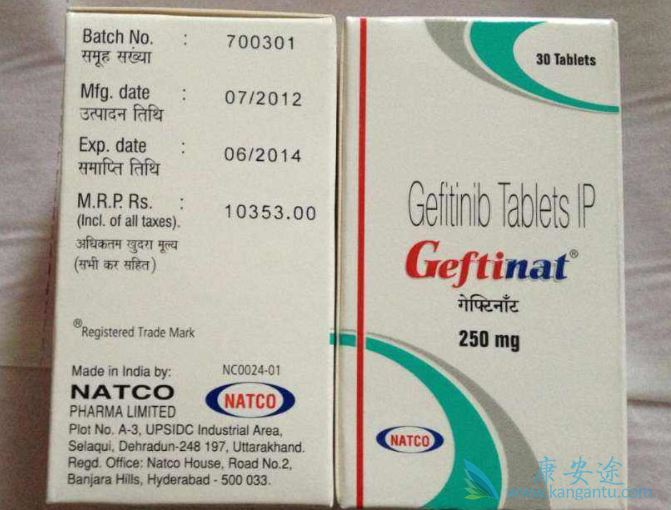 Batch No. : 700301
समूह सख्या
Mfg. date : 07/2012
उत्पादन तिथि
Exp. date : 06/2014
समाप्ति तिथि
M.R.P. Rs. : 10353.00
(Incl. of all taxes).
अधिकतम खुदरा मूल्य
(सभी कर सहित)
®Registered Trade Mark
Made in India by: NC0024-01
NATCO
PHARMA LIMITED
NATCO
Plot No. A-3, UPSIDC Industrial Area,
Selaqui, Dehradun-248 197, Uttarakhand.
Regd. Office: Natco House, Road No.2,
Banjara Hills, Hyderabad - 500 033.
30 Tablets
Gefitinib Tablets IP
Geftinat®
गेफ्टिनॉंट
250 mg
NATCO
康安途
www.kangantu.com